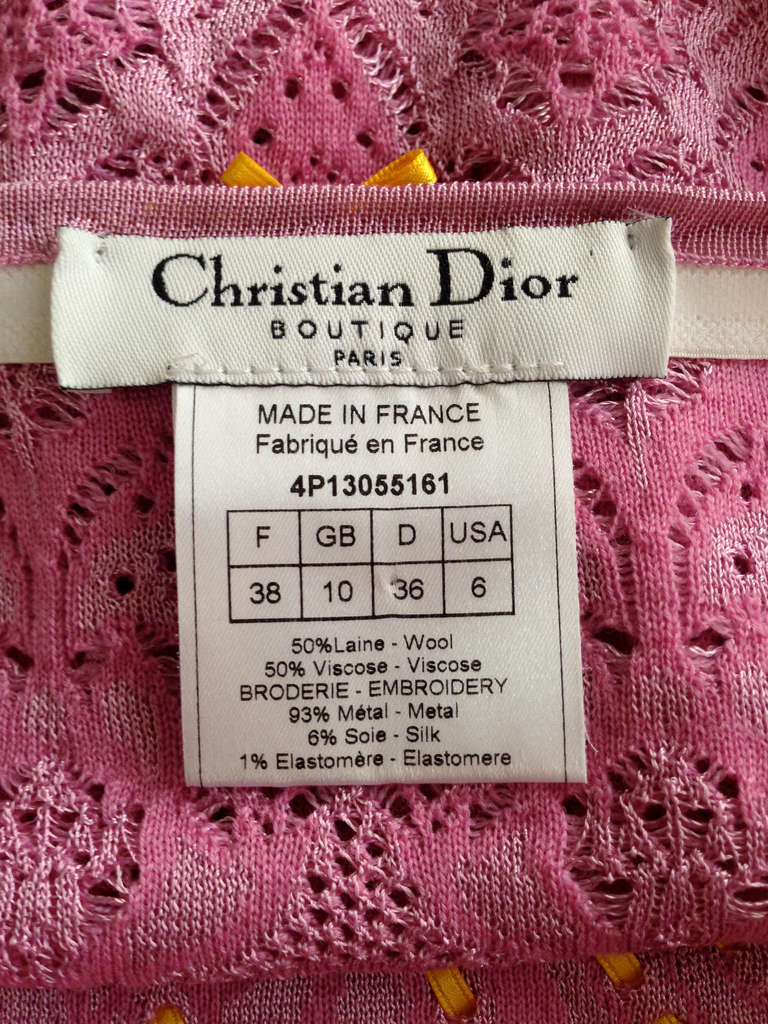 Christian Dior
BOUTIQUE
PARIS
MADE IN FRANCE
Fabriqué en France
4P13055161
F GB D USA
38 10 36 6
50%Laine - Wool
50% Viscose - Viscose
BRODERIE - EMBROIDERY
93% Métal - Metal
6% Soie - Silk
1% Elastomère - Elastomere